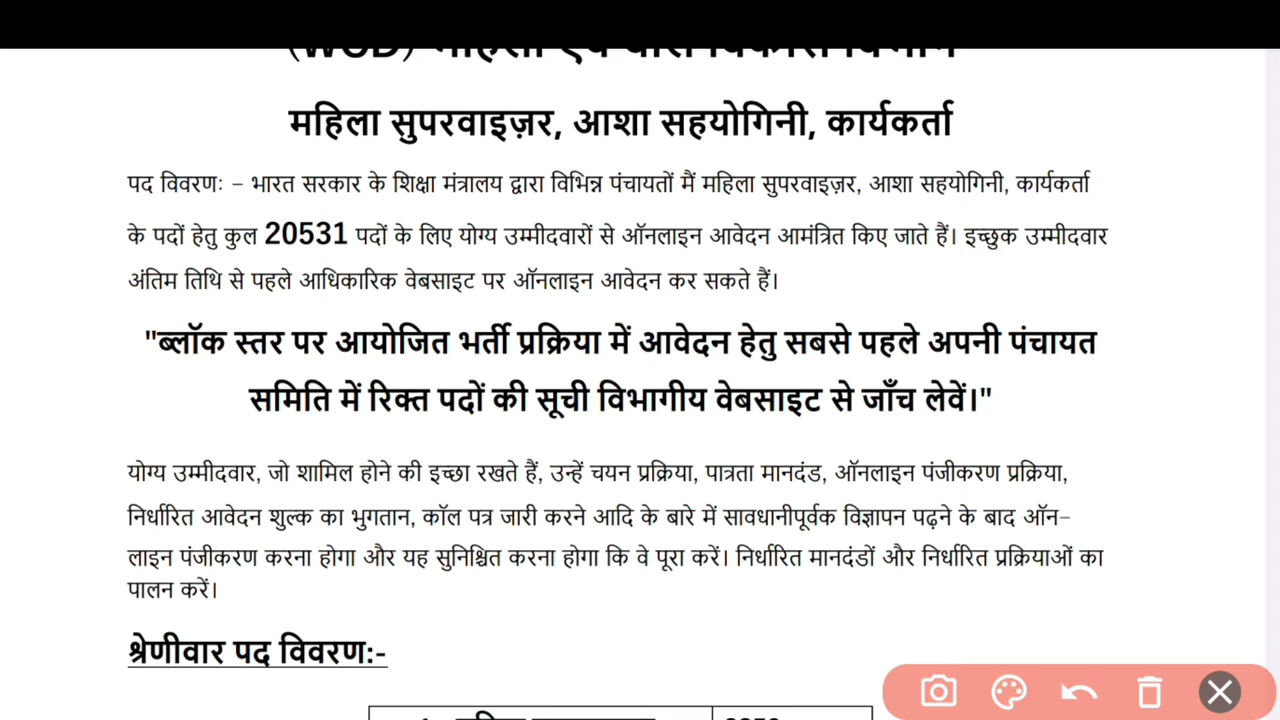 महिला सुपरवाइज़र, आशा सहयोगिनी, कार्यकर्ता
पद विवरणः – भारत सरकार के शिक्षा मंत्रालय द्वारा विभिन्न पंचायतों मैं महिला सुपरवाइज़र, आशा सहयोगिनी, कार्यकर्ता
के पदों हेतु कुल 20531 पदों के लिए योग्य उम्मीदवारों से ऑनलाइन आवेदन आमंत्रित किए जाते हैं। इच्छुक उम्मीदवार
अंतिम तिथि से पहले आधिकारिक वेबसाइट पर ऑनलाइन आवेदन कर सकते हैं।
"ब्लॉक स्तर पर आयोजित भर्ती प्रक्रिया में आवेदन हेतु सबसे पहले अपनी पंचायत
समिति में रिक्त पदों की सूची विभागीय वेबसाइट से जाँच लेवें।"
योग्य उम्मीदवार, जो शामिल होने की इच्छा रखते हैं, उन्हें चयन प्रक्रिया, पात्रता मानदंड, ऑनलाइन पंजीकरण प्रक्रिया,
निर्धारित आवेदन शुल्क का भुगतान, कॉल पत्र जारी करने आदि के बारे में सावधानीपूर्वक विज्ञापन पढ़ने के बाद ऑन–
लाइन पंजीकरण करना होगा और यह सुनिश्चित करना होगा कि वे पूरा करें। निर्धारित मानदंडों और निर्धारित प्रक्रियाओं का
पालन करें।
श्रेणीवार पद विवरण:-